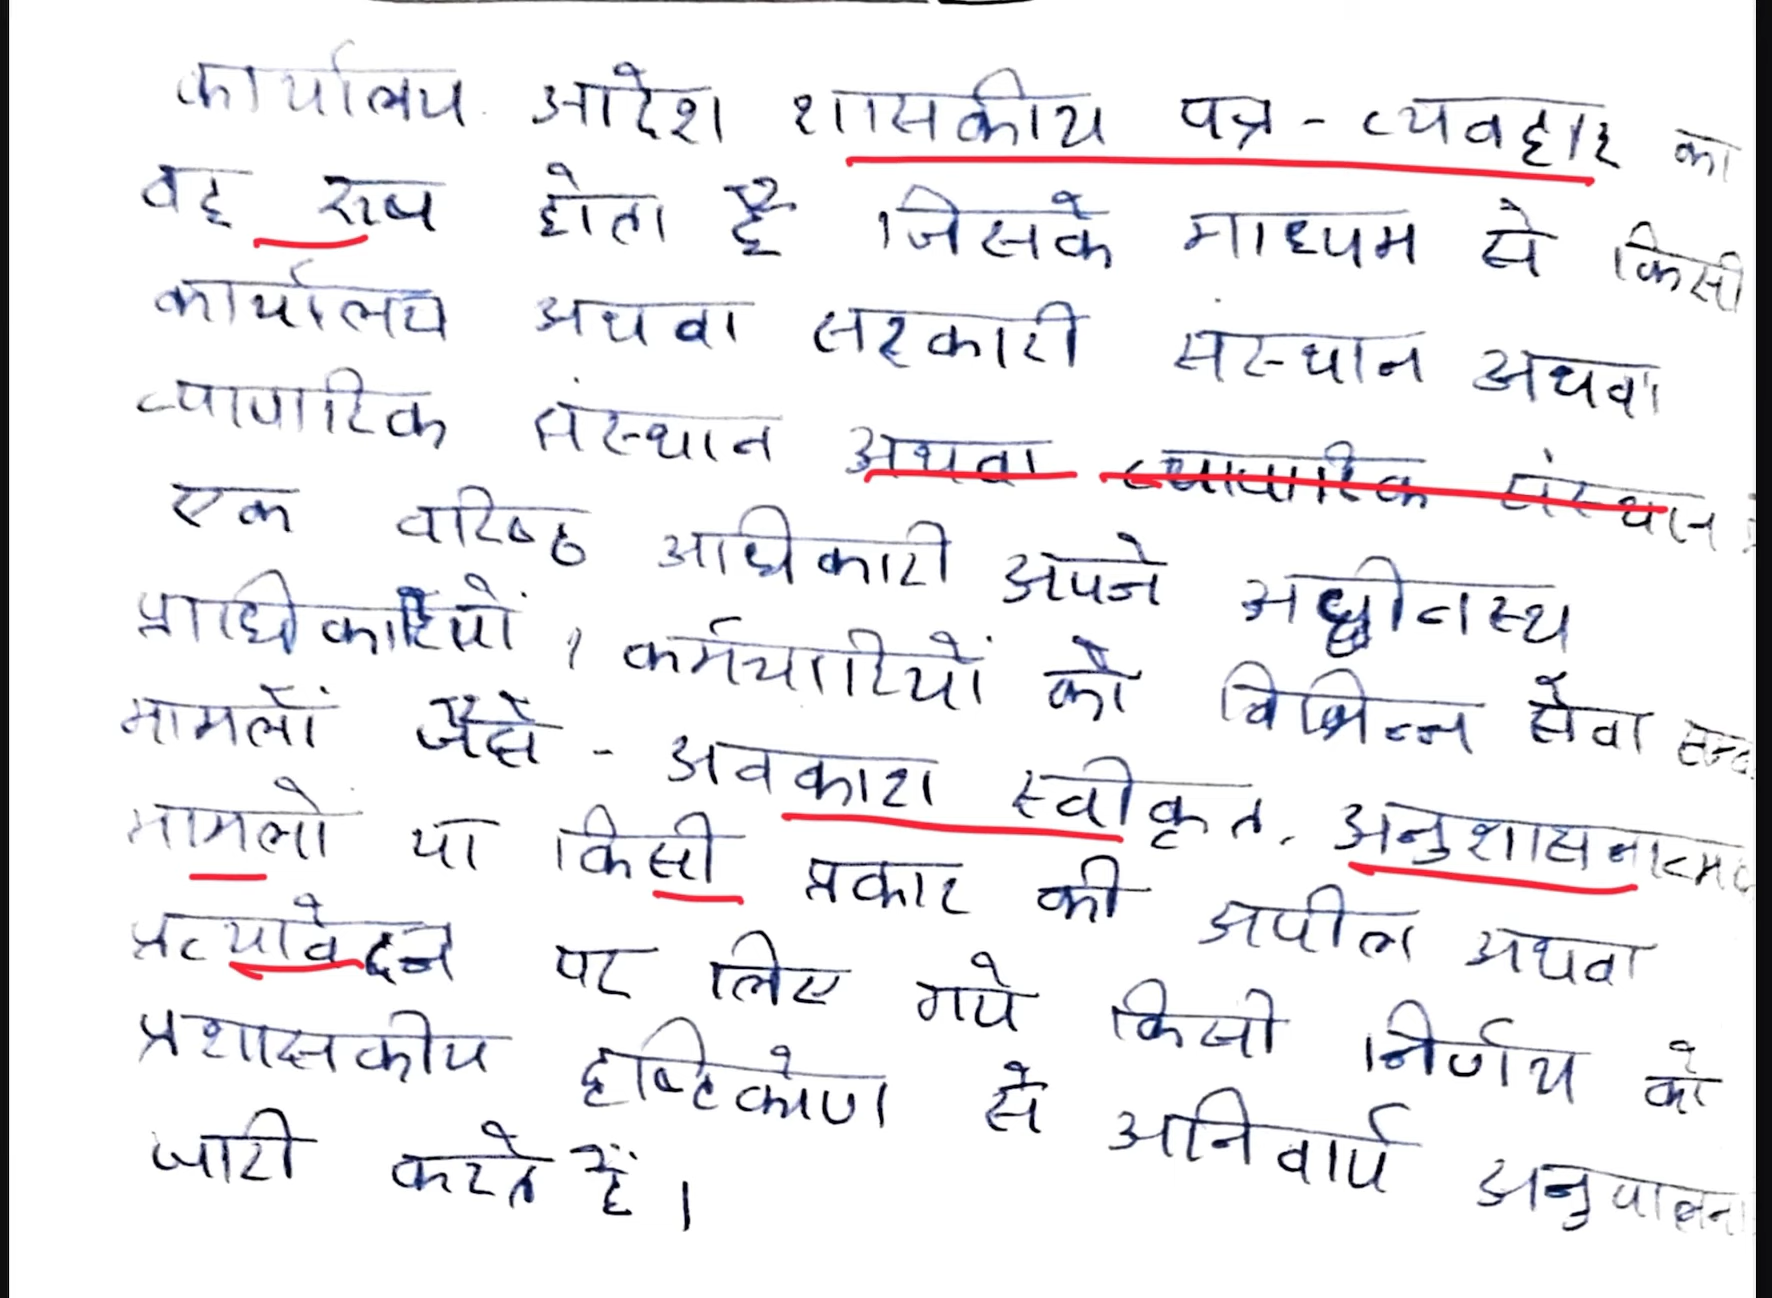 कार्यालय आदेश शासकीय पत्र - व्यवहार का
वह रूप होता है जिसके माध्यम से किसी
कार्यालय अथवा सरकारी संस्थान अथवा
व्यापारिक संस्थान अथवा व्यापारिक संस्थान
एक वरिष्ठ अधिकारी अपने अधीनस्थ
प्राधिकारियों, कर्मचारियों को विभिन्न सेवा
मामलों जैसे - अवकाश स्वीकृत, अनुशासनात्मक
मामलो या किसी प्रकार की अपील अथवा
प्रत्यावेदन पर लिए गये किसी निर्णय को
प्रशासकीय दृष्टिकोण से अनिवार्य अनुपालन
जारी करते हैं।